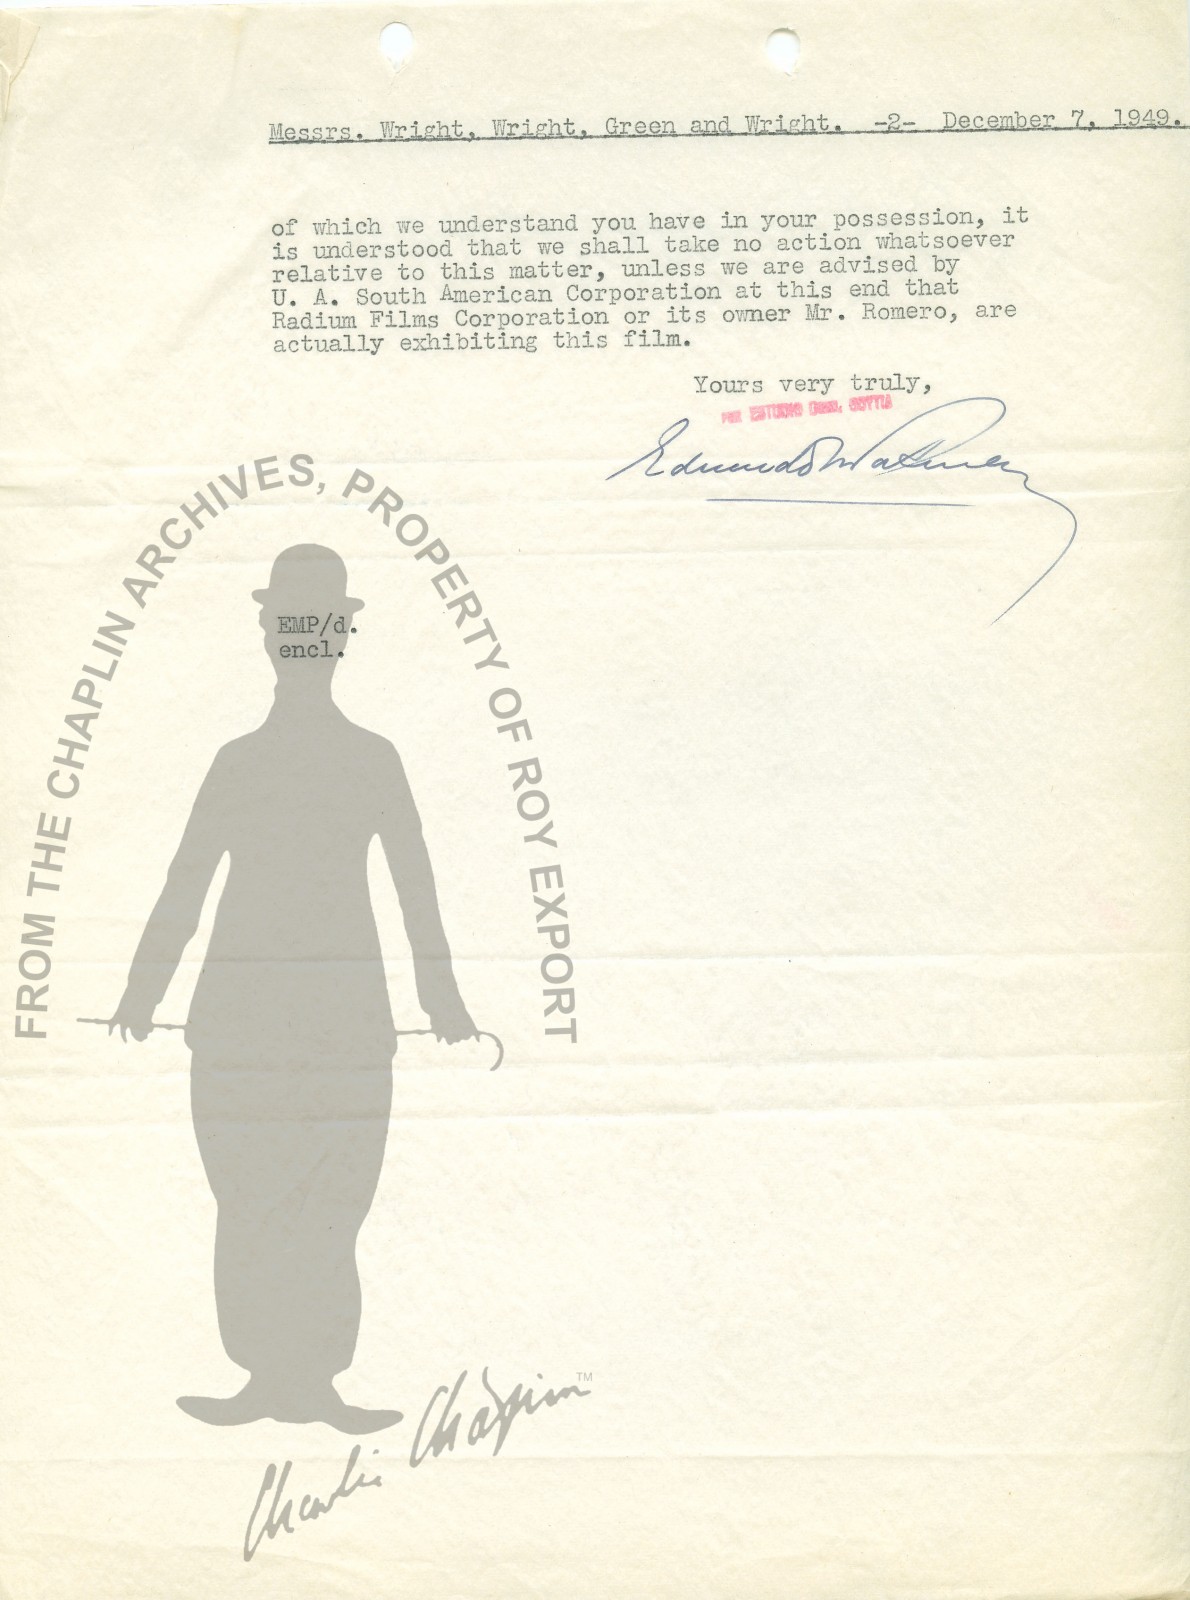 Messrs. Wright, Wright, Green and Wright. -2- December 7, 1949.
of which we understand you have in your possession, it
is understood that we shall take no action whatsoever
relative to this matter, unless we are advised by
U. A. South American Corporation at this end that
Radium Films Corporation or its owner Mr. Romero, are
actually exhibiting this film.
Yours very truly,
EMP/d.
encl.
FROM THE CHAPLIN ARCHIVES, PROPERTY OF ROY EXPORT
Charlie Chaplin TM